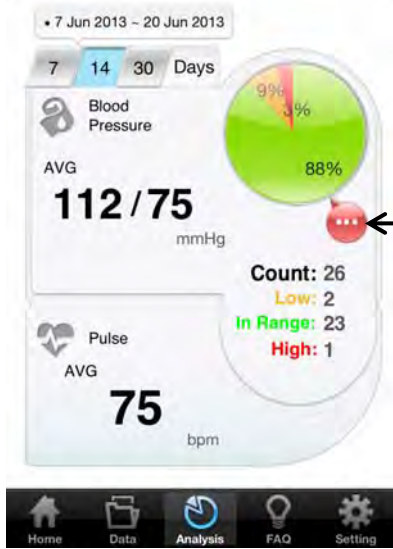 • 7 Jun 2013 ~ 20 Jun 2013
7 14 30 Days
Blood
Pressure
9%
3%
88%
AVG
112 / 75
mmHg
Count: 26
Low: 2
In Range: 23
High: 1
Pulse
AVG
75
bpm
Home Data Analysis FAQ Setting